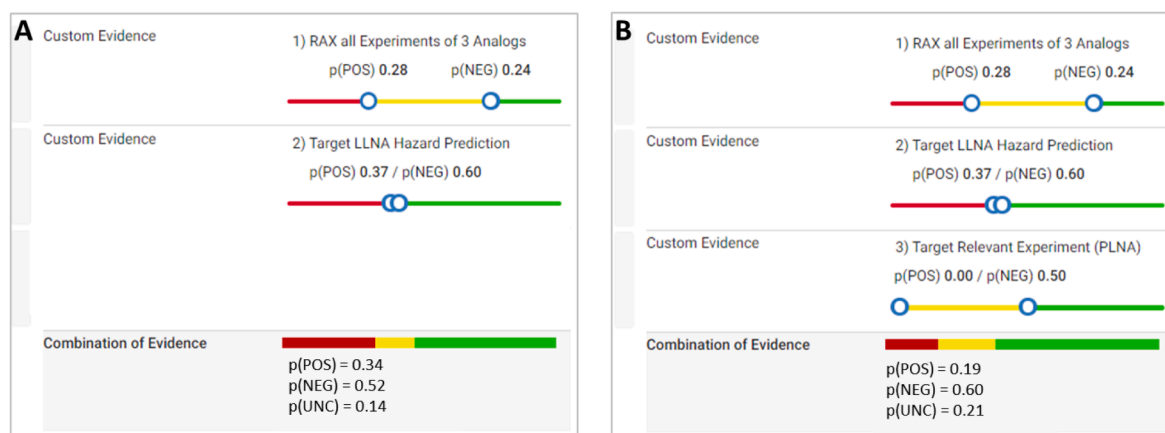 A
Custom Evidence
1) RAX all Experiments of 3 Analogs
p(POS) 0.28 p(NEG) 0.24
Custom Evidence
2) Target LLNA Hazard Prediction
p(POS) 0.37 / p(NEG) 0.60
Combination of Evidence
p(POS) = 0.34
p(NEG) = 0.52
p(UNC) = 0.14
B
Custom Evidence
1) RAX all Experiments of 3 Analogs
p(POS) 0.28 p(NEG) 0.24
Custom Evidence
2) Target LLNA Hazard Prediction
p(POS) 0.37 / p(NEG) 0.60
Custom Evidence
3) Target Relevant Experiment (PLNA)
p(POS) 0.00 / p(NEG) 0.50
Combination of Evidence
p(POS) = 0.19
p(NEG) = 0.60
p(UNC) = 0.21